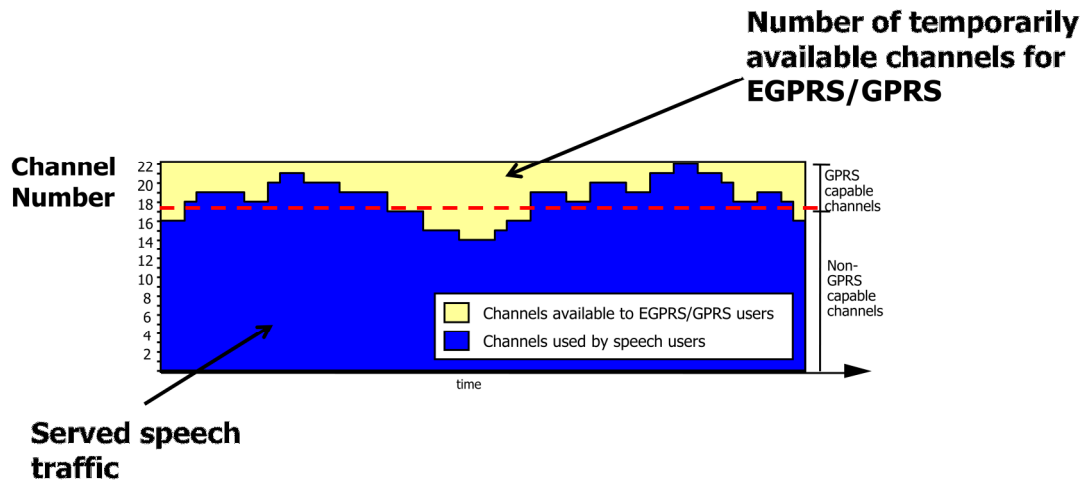 Number of temporarily
available channels for
EGPRS/GPRS
Channel
Number
22
20
18
16
14
12
10
8
6
4
2
GPRS
capable
channels
Non-
GPRS
capable
channels
Channels available to EGPRS/GPRS users
Channels used by speech users
time
Served speech
traffic